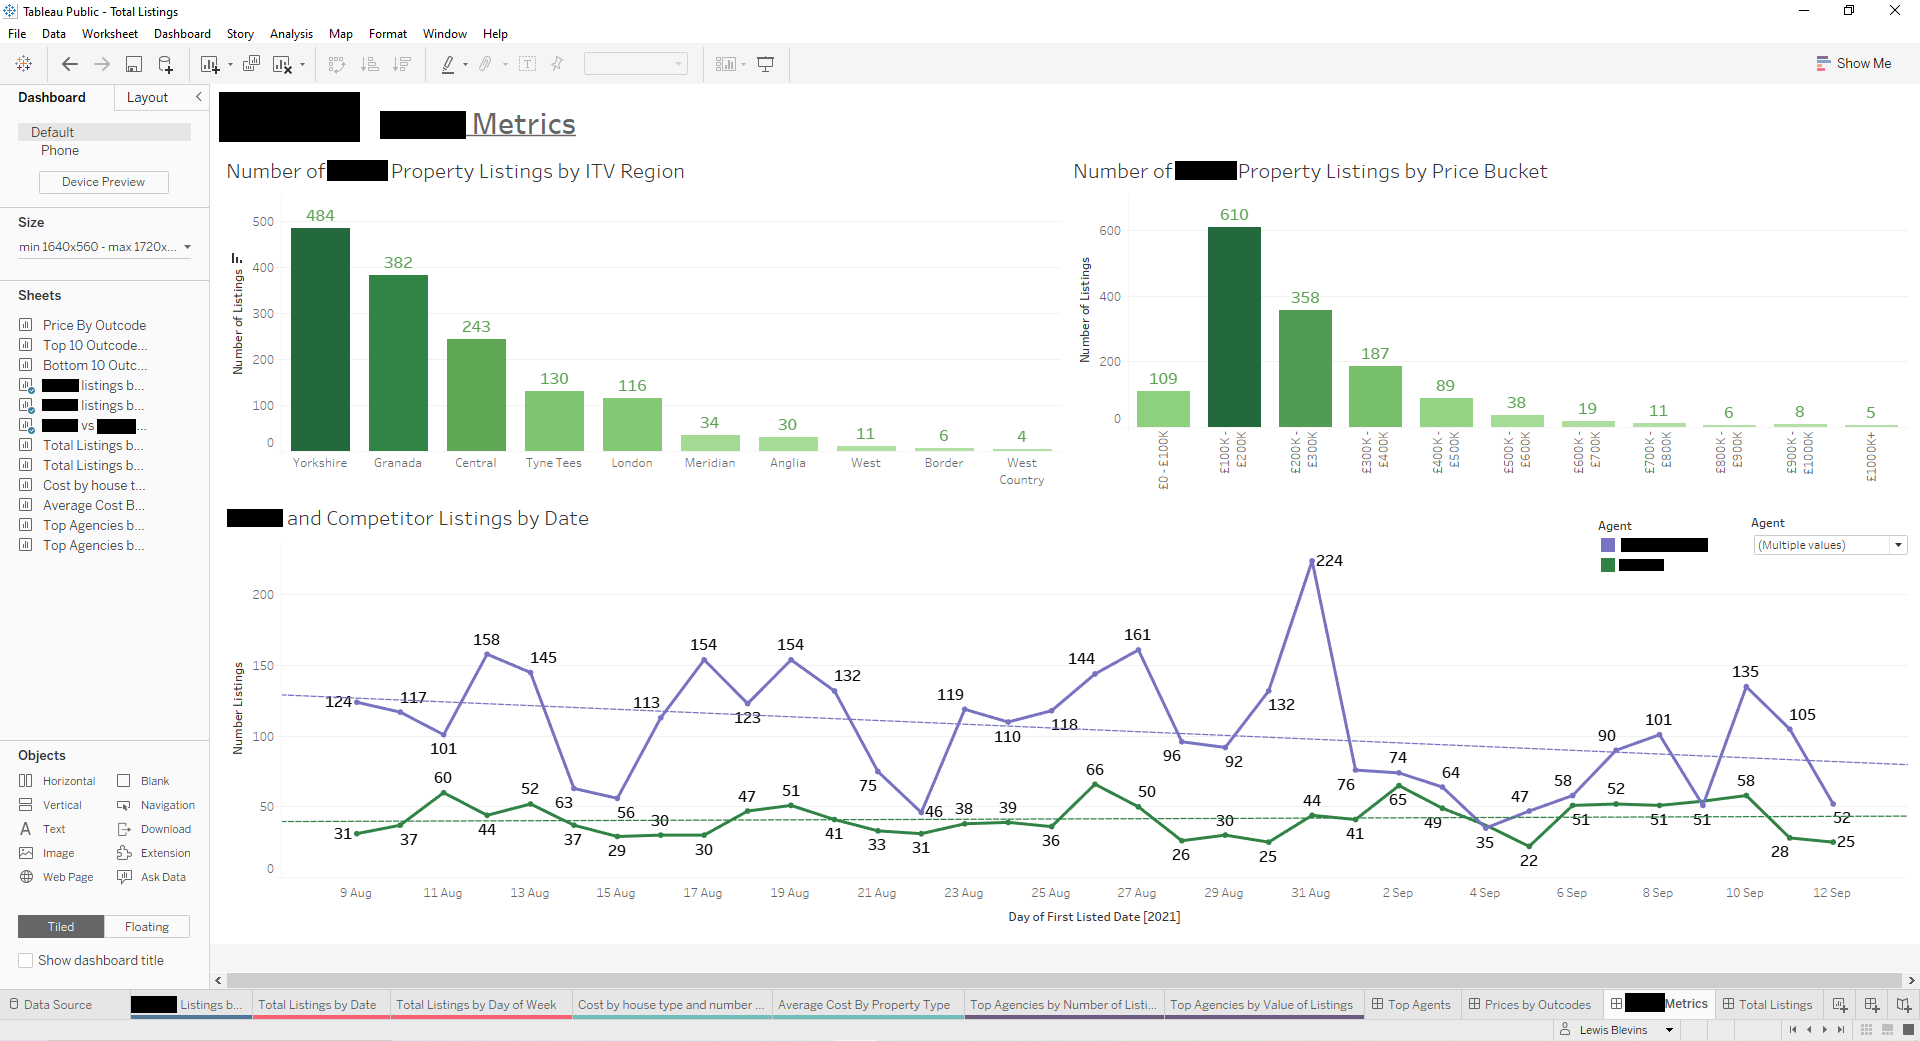 Tableau Public - Total Listings
File Data Worksheet Dashboard Story Analysis Map Format Window Help
Show Me
Dashboard Layout
Default
Phone
Device Preview
Size
min 1640x560 - max 1720x...
Sheets
Price By Outcode
Top 10 Outcode...
Bottom 10 Outc...
listings b...
listings b...
vs ...
Total Listings b...
Total Listings b...
Cost by house t...
Average Cost B...
Top Agencies b...
Top Agencies b...
Objects
Horizontal Blank
Vertical Navigation
Text Download
Image Extension
Web Page Ask Data
Tiled Floating
Show dashboard title
Metrics
Number of Property Listings by ITV Region
Number of Listings
500
400
300
200
100
0
484 382 243 130 116 34 30 11 6 4
Yorkshire Granada Central Tyne Tees London Meridian Anglia West Border West Country
Number of Property Listings by Price Bucket
Number of Listings
600
400
200
0
109 610 358 187 89 38 19 11 6 8 5
£0 - £100K
£100K - £200K
£200K - £300K
£300K - £400K
£400K - £500K
£500K - £600K
£600K - £700K
£700K - £800K
£800K - £900K
£900K - £1000K
£1000K+
and Competitor Listings by Date
Agent
Agent
(Multiple values)
Number Listings
200
150
100
50
0
124 117 101 158 145 63 56 113 154 123 154 132 75 46 119 110 118 144 161 96 92 132 224 76 74 64 35 47 58 90 101 51 135 105 52
31 37 60 44 52 37 29 30 30 47 51 41 33 31 38 39 36 66 50 26 30 25 44 41 65 49 22 51 52 51 58 28 25
9 Aug 11 Aug 13 Aug 15 Aug 17 Aug 19 Aug 21 Aug 23 Aug 25 Aug 27 Aug 29 Aug 31 Aug 2 Sep 4 Sep 6 Sep 8 Sep 10 Sep 12 Sep
Day of First Listed Date [2021]
Data Source Listings b... Total Listings by Date Total Listings by Day of Week Cost by house type and number ... Average Cost By Property Type Top Agencies by Number of Listi... Top Agencies by Value of Listings Top Agents Prices by Outcodes Metrics Total Listings
Lewis Blevins